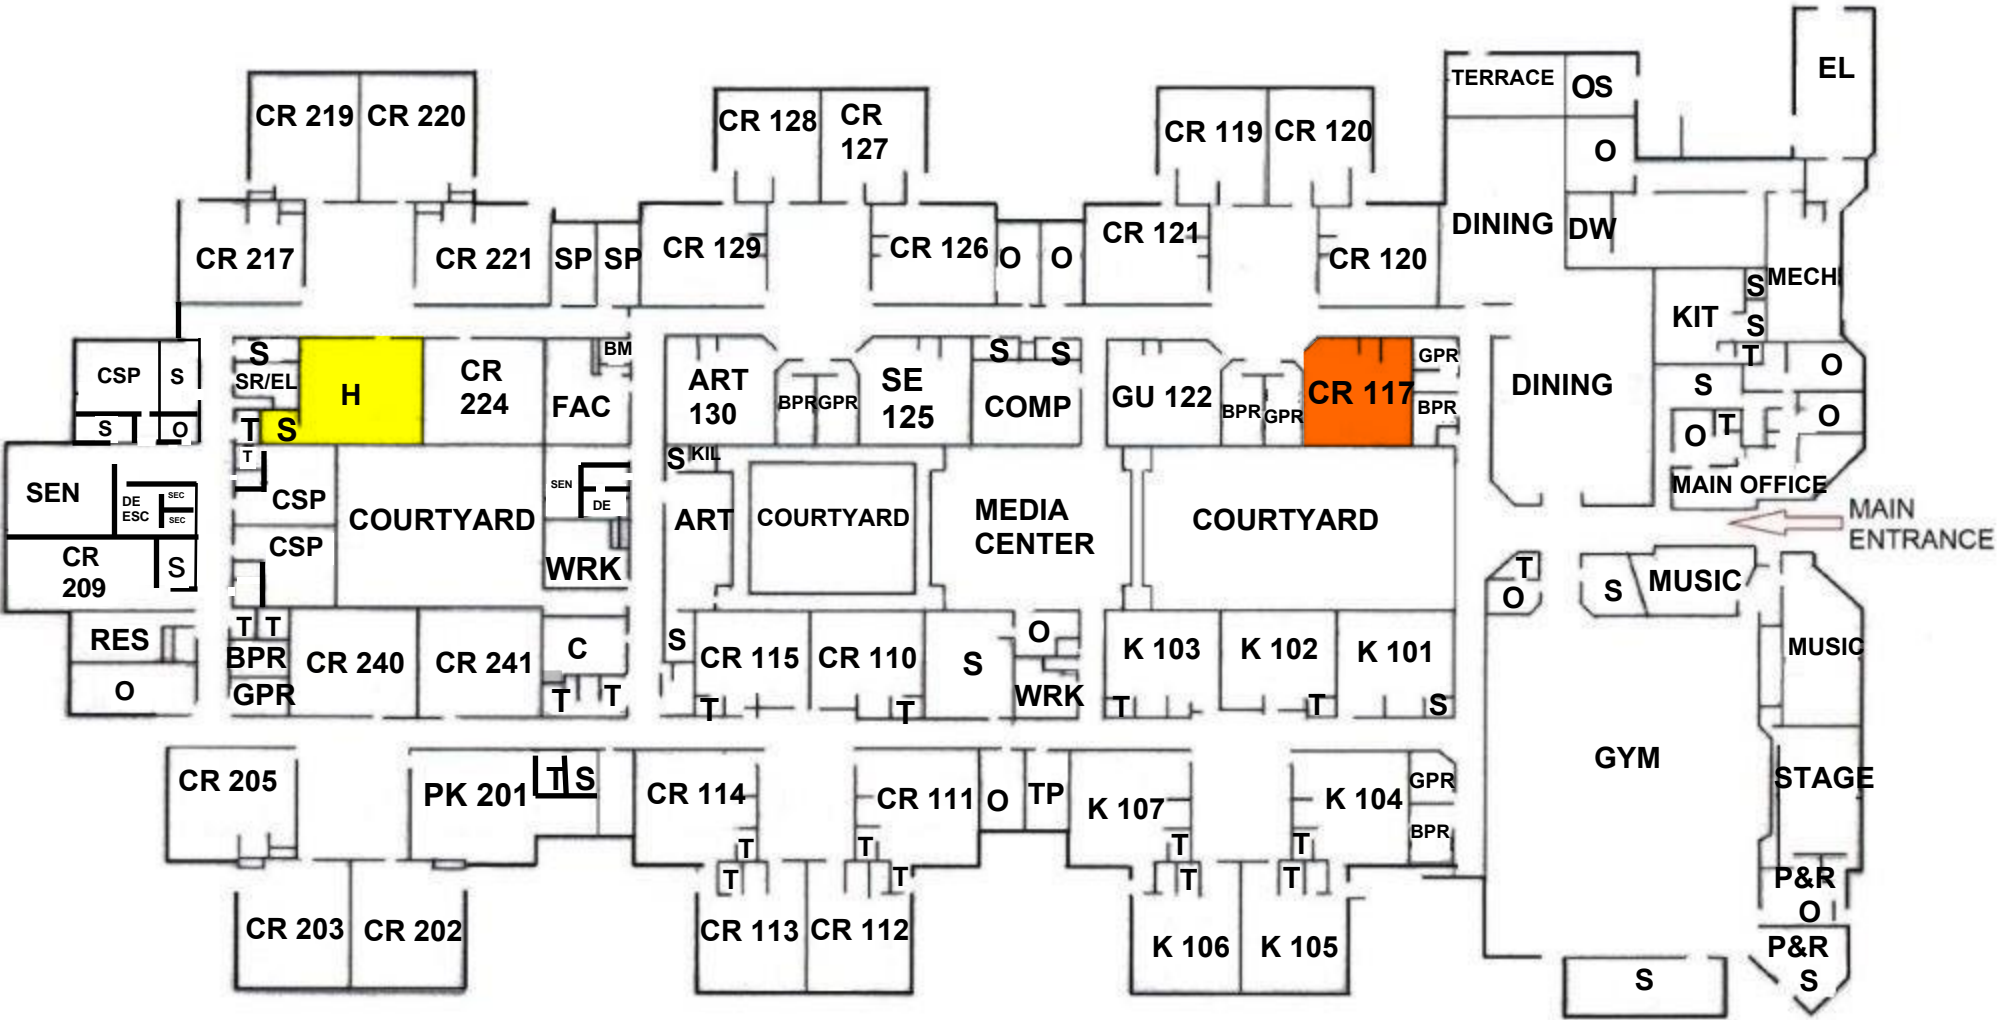 EL
TERRACE
OS
CR 219
CR 220
CR 128
CR
127
CR 119
CR 120
O
CR 217
CR 221
SP
SP
CR 129
CR 126
O
O
CR 121
CR 120
DINING
DW
MECH
S
S
KIT
T
O
CSP
S
S
O
S
SR/EL
T
S
H
CR
224
BM
FAC
ART
130
BPR
GPR
SE
125
S
S
COMP
GU 122
BPR
GPR
CR 117
GPR
BPR
DINING
S
O
T
O
MAIN OFFICE
MAIN
ENTRANCE
T
CSP
CSP
SEN
DE
ESC
SEC
SEC
CR
209
S
COURTYARD
SEN
DE
WRK
S
KIL
ART
COURTYARD
MEDIA
CENTER
COURTYARD
T
O
S
MUSIC
MUSIC
RES
O
T
T
BPR
GPR
CR 240
CR 241
C
T
T
S
CR 115
T
CR 110
T
S
O
WRK
K 103
T
K 102
T
K 101
S
GYM
STAGE
CR 205
PK 201
T
S
CR 114
T
CR 111
T
O
TP
K 107
T
K 104
T
GPR
BPR
CR 203
CR 202
T
CR 113
T
CR 112
T
K 106
T
K 105
P&R
O
P&R
S
S